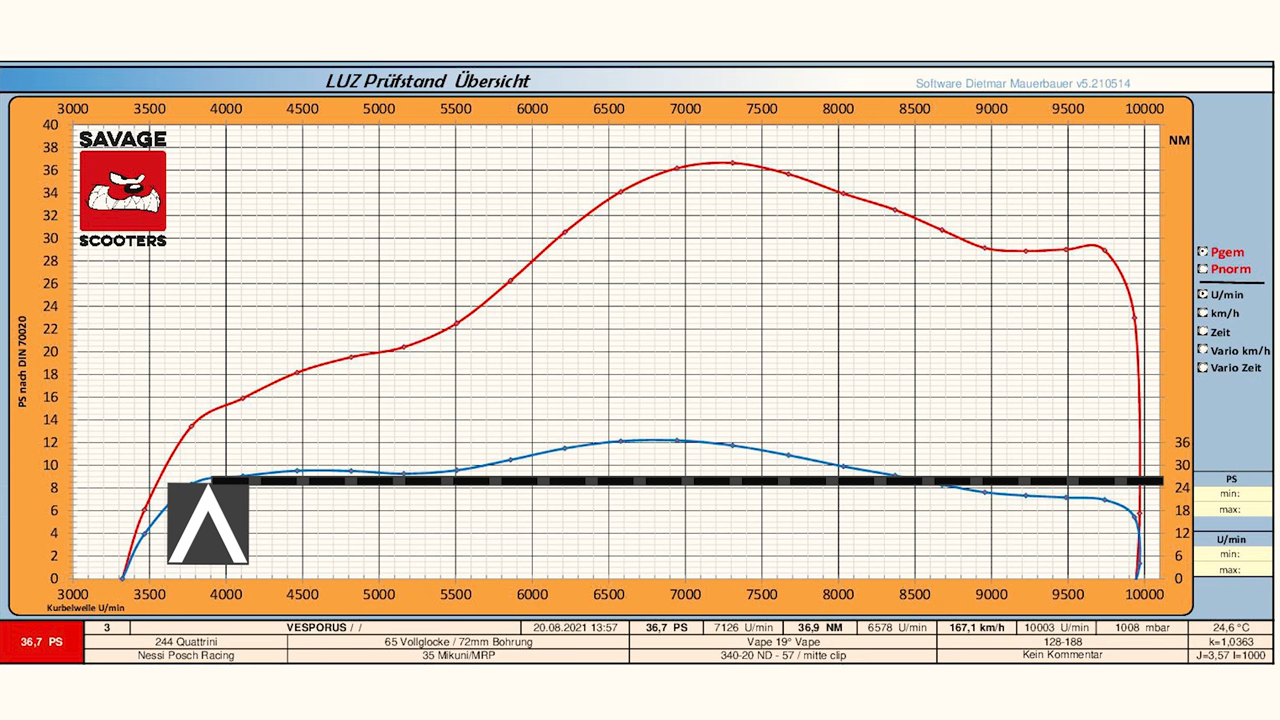 LUZ Prüfstand Übersicht
Software Dietmar Mauerbauer v5.210514
3000 3500 4000 4500 5000 5500 6000 6500 7000 7500 8000 8500 9000 9500 10000
40
38
36
34
32
30
28
26
24
22
20
18
16
14
12
10
8
6
4
2
0
PS nach DIN 70020
SAVAGE
SCOOTERS
NM
36
30
24
18
12
6
0
3000 3500 4000 4500 5000 5500 6000 6500 7000 7500 8000 8500 9000 9500 10000
Kurbelwelle U/min
Pgem
Pnorm
U/min
km/h
Zeit
Vario km/h
Vario Zeit
PS
min:
max:
U/min
min:
max:
36,7 PS
3 VESPORUS / / 20.08.2021 13:57 36,7 PS 7126 U/min 36,9 NM 6578 U/min 167,1 km/h 10003 U/min 1008 mbar 24,6 °C
244 Quattrini 65 Vollglocke / 72mm Bohrung Vape 19° Vape 128-188 k=1,0363
Nessi Posch Racing 35 Mikuni/MRP 340-20 ND - 57 / mitte clip Kein Kommentar J=3,57 I=1000